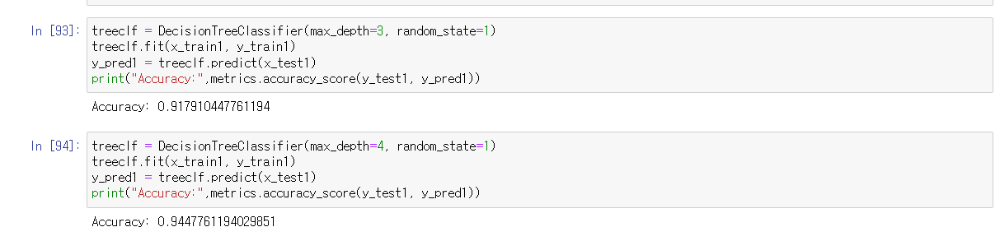 In [93]: treeclf = DecisionTreeClassifier(max_depth=3, random_state=1)
treeclf.fit(x_train1, y_train1)
y_pred1 = treeclf.predict(x_test1)
print("Accuracy:",metrics.accuracy_score(y_test1, y_pred1))
Accuracy: 0.917910447761194
In [94]: treeclf = DecisionTreeClassifier(max_depth=4, random_state=1)
treeclf.fit(x_train1, y_train1)
y_pred1 = treeclf.predict(x_test1)
print("Accuracy:",metrics.accuracy_score(y_test1, y_pred1))
Accuracy: 0.9447761194029851